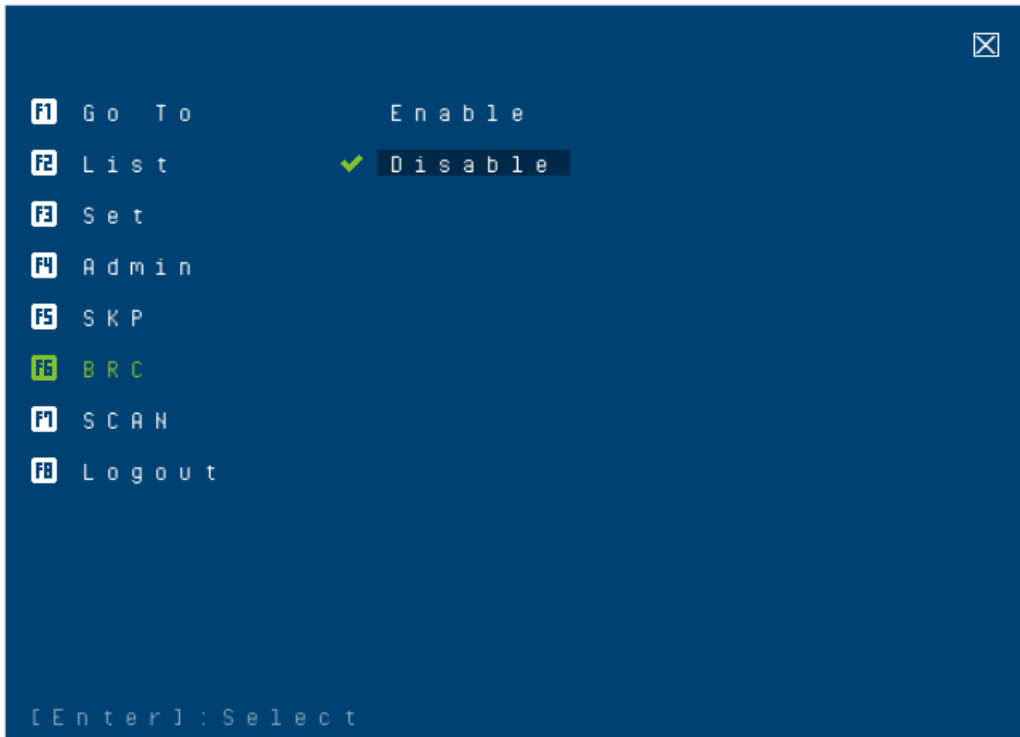 F1 Go To Enable
F2 List Disable
F3 Set
F4 Admin
F5 SKP
F6 BRC
F7 SCAN
F8 Logout
[Enter]:Select